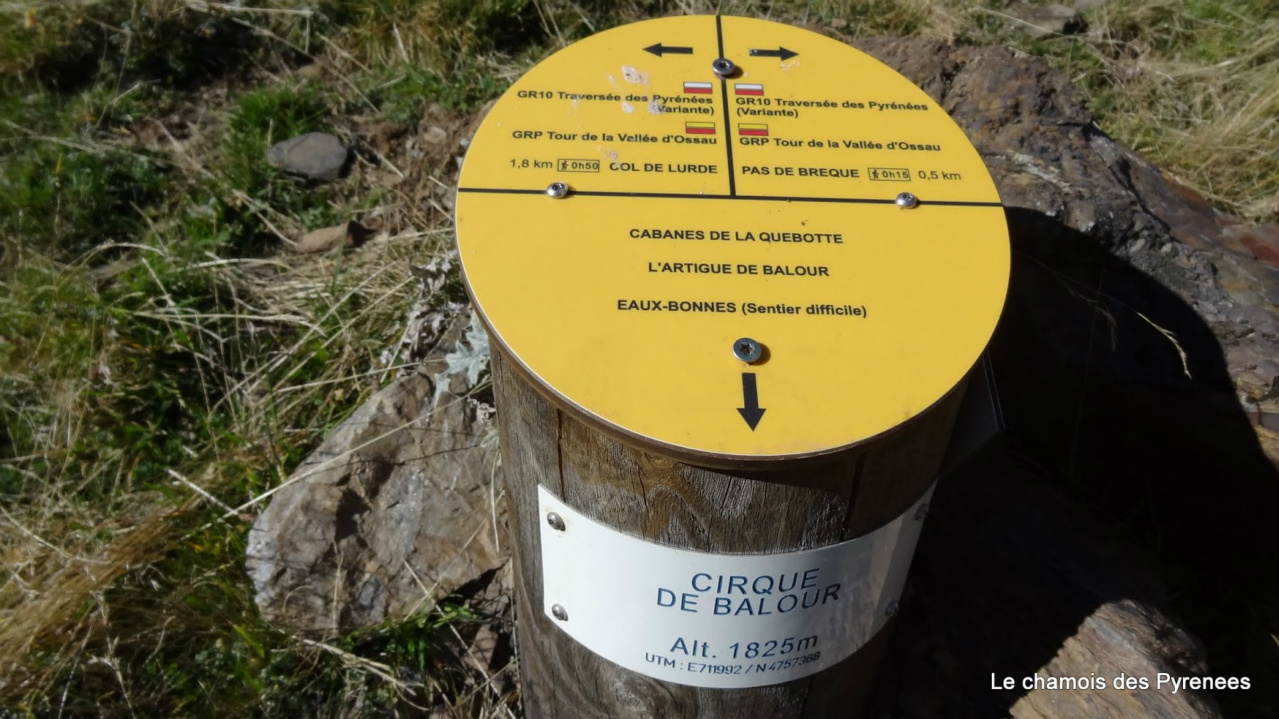 GR10 Traversée des Pyrénées
(Variante)
GRP Tour de la Vallée d'Ossau
1,8 km 0h50 COL DE LURDE
GR10 Traversée des Pyrénées
(Variante)
GRP Tour de la Vallée d'Ossau
PAS DE BREQUE 0h15 0,5 km
CABANES DE LA QUEBOTTE
L'ARTIGUE DE BALOUR
EAUX-BONNES (Sentier difficile)
CIRQUE
DE BALOUR
Alt. 1825m
UTM : E711992 / N4757368
Le chamois des Pyrenees